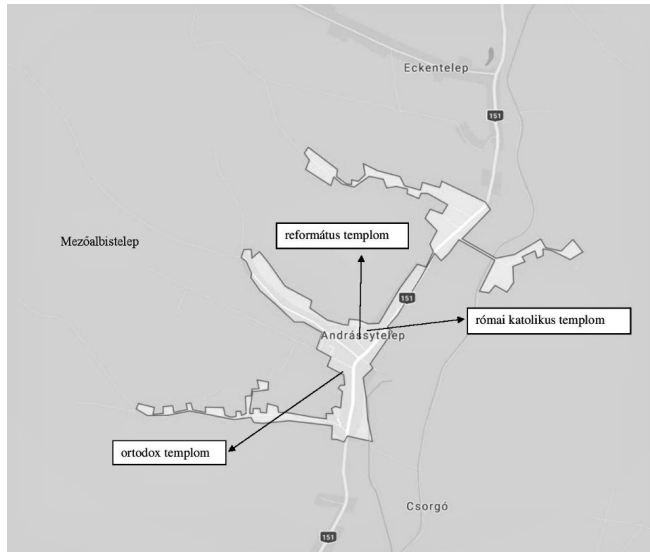 Eckentelep
151
református templom
Mezőalbistelep
151
római katolikus templom
Andrássytelep
ortodox templom
Csorgó
151